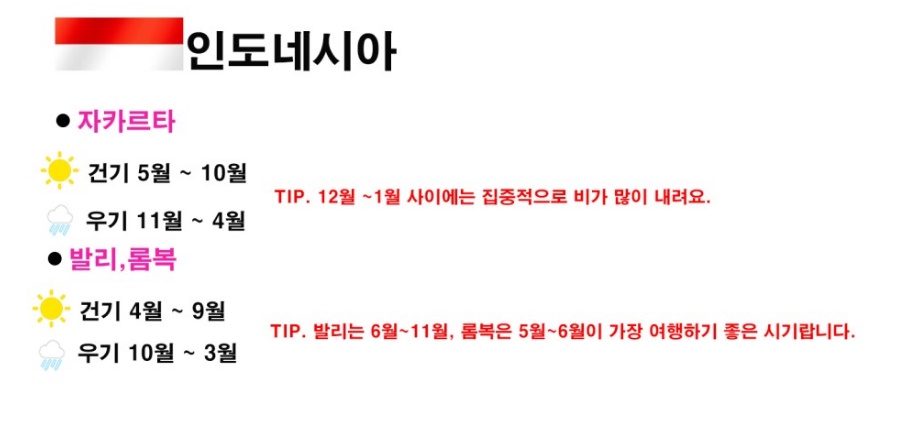 인도네시아
● 자카르타
건기 5월 ~ 10월
TIP. 12월 ~1월 사이에는 집중적으로 비가 많이 내려요.
우기 11월 ~ 4월
● 발리,롬복
건기 4월 ~ 9월
TIP. 발리는 6월~11월, 롬복은 5월~6월이 가장 여행하기 좋은 시기랍니다.
우기 10월 ~ 3월